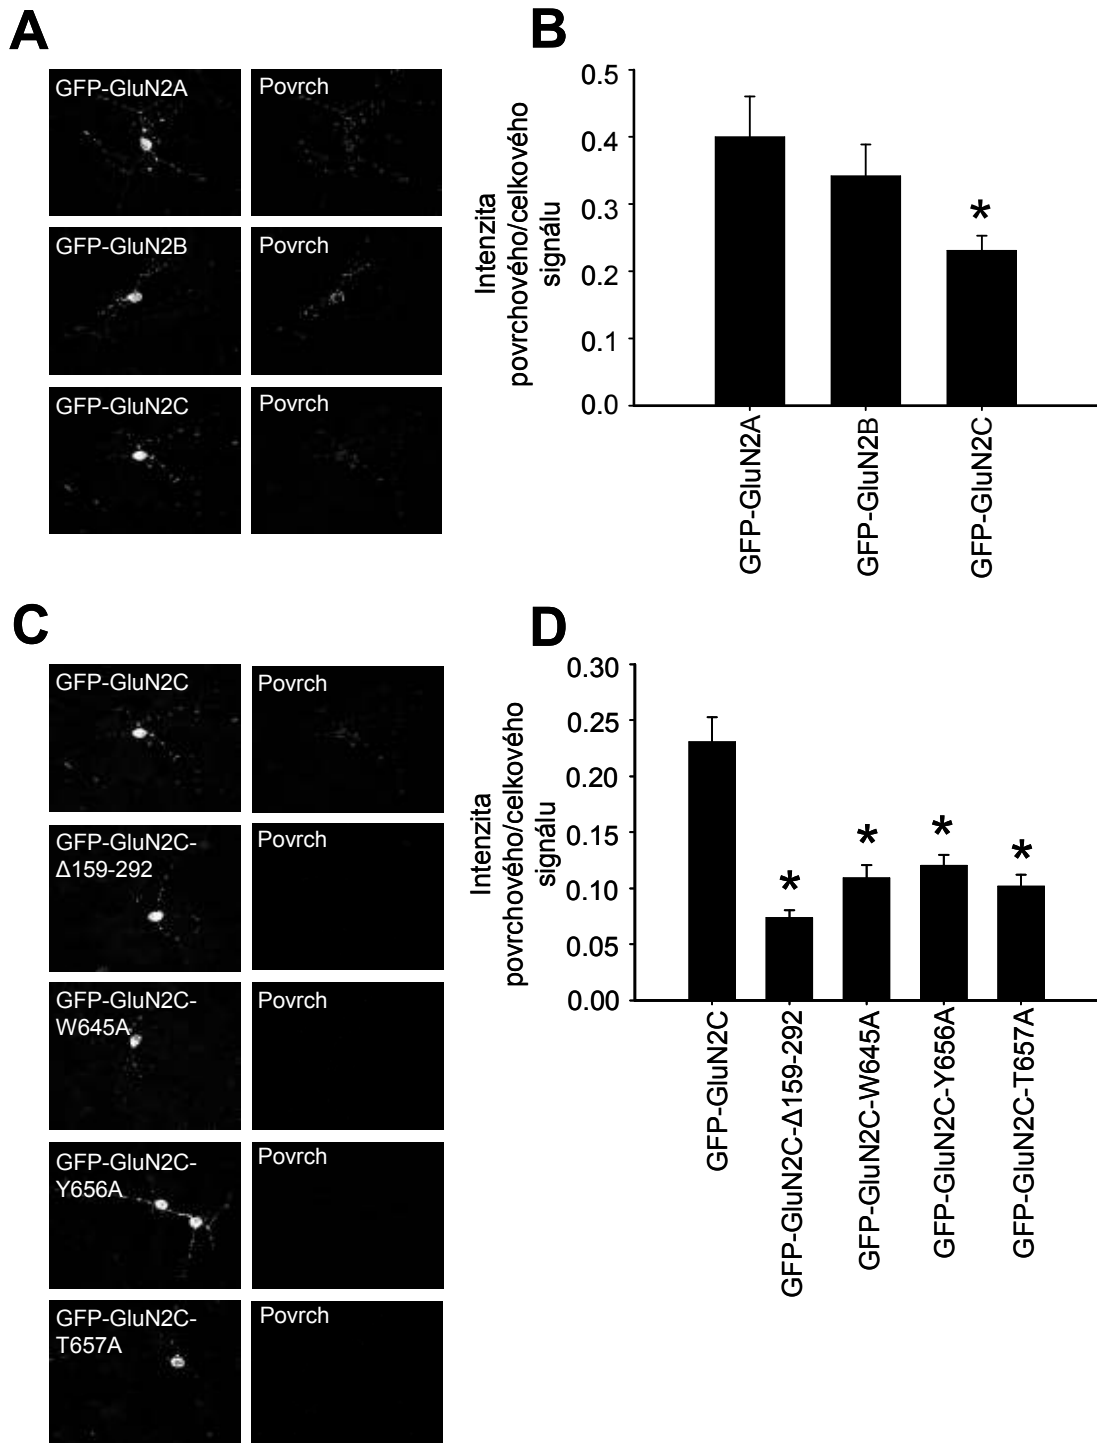 A
GFP-GluN2A
Povrch
GFP-GluN2B
Povrch
GFP-GluN2C
Povrch
B
Intenzita
povrchového/celkového
signálu
0.5
0.4
0.3
0.2
0.1
0.0
*
GFP-GluN2A
GFP-GluN2B
GFP-GluN2C
C
GFP-GluN2C
Povrch
GFP-GluN2C-
Δ159-292
Povrch
GFP-GluN2C-
W645A
Povrch
GFP-GluN2C-
Y656A
Povrch
GFP-GluN2C-
T657A
Povrch
D
Intenzita
povrchového/celkového
signálu
0.30
0.25
0.20
0.15
0.10
0.05
0.00
*
*
*
*
GFP-GluN2C
GFP-GluN2C-Δ159-292
GFP-GluN2C-W645A
GFP-GluN2C-Y656A
GFP-GluN2C-T657A